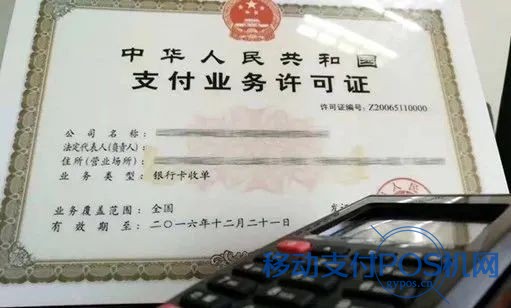 中华人民共和国
支付业务许可证
许可证编号: Z20065110000
公 司 名 称:
法定代表人(负责人):
住所(营业场所):
业 务 类 型: 银行卡收单
业务覆盖范围: 全国
有 效 期 至: 二〇一六年十二月二十一日
发证
移动支付POS机网
gypos.cn